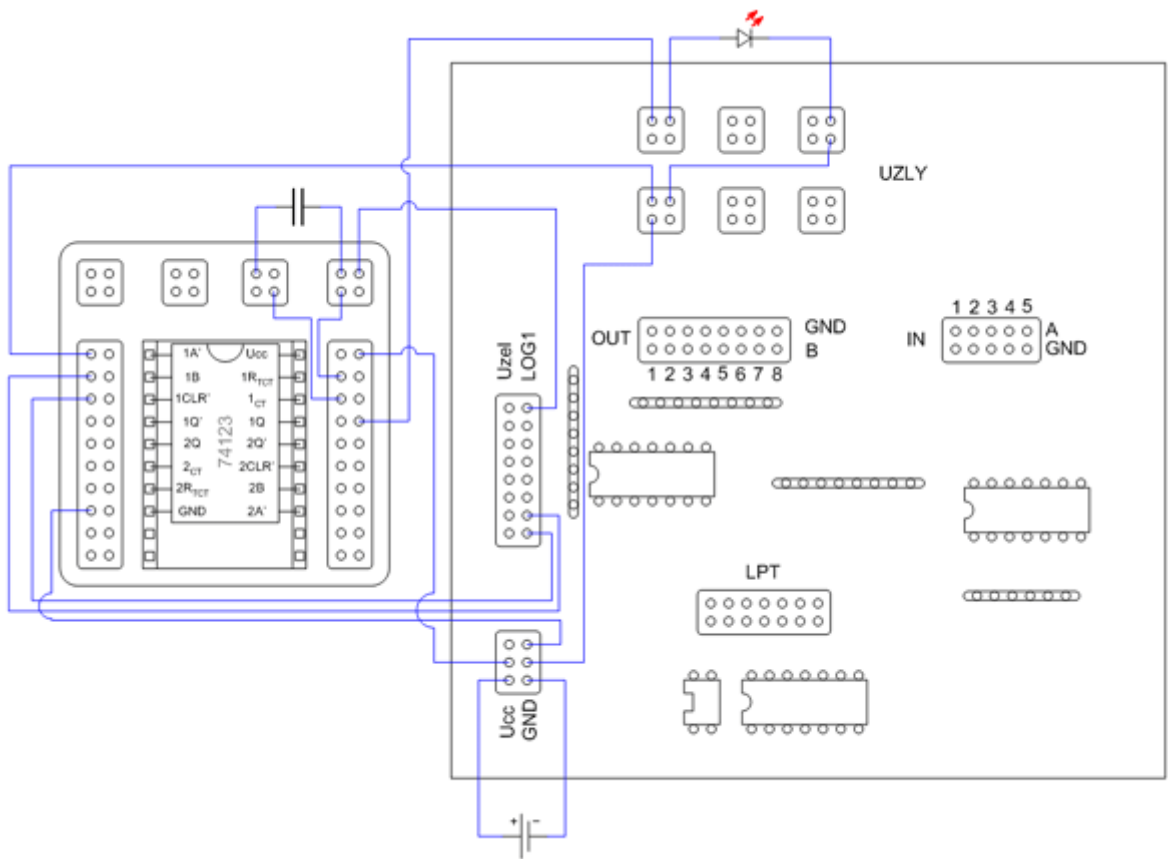 UZLY
1A' Ucc
1B 1RTCT
1CLR' 1CT
1Q' 1Q
2Q 2Q'
2CT 2CLR'
2RTCT 2B
GND 2A'
74123
Uzel
LOG1
OUT
GND
B
1 2 3 4 5 6 7 8
1 2 3 4 5
IN
A
GND
LPT
Ucc
GND
+ −